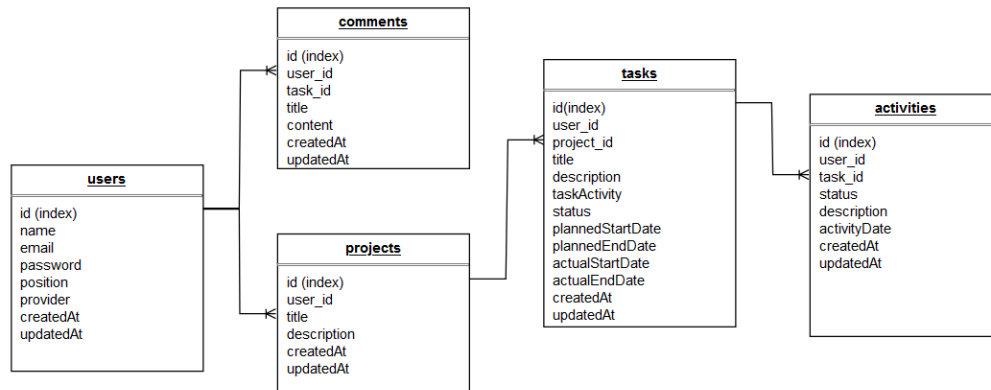 comments
id (index)
user_id
task_id
title
content
createdAt
updatedAt
users
id (index)
name
email
password
position
provider
createdAt
updatedAt
projects
id (index)
user_id
title
description
createdAt
updatedAt
tasks
id(index)
user_id
project_id
title
description
taskActivity
status
plannedStartDate
plannedEndDate
actualStartDate
actualEndDate
createdAt
updatedAt
activities
id (index)
user_id
task_id
status
description
activityDate
createdAt
updatedAt